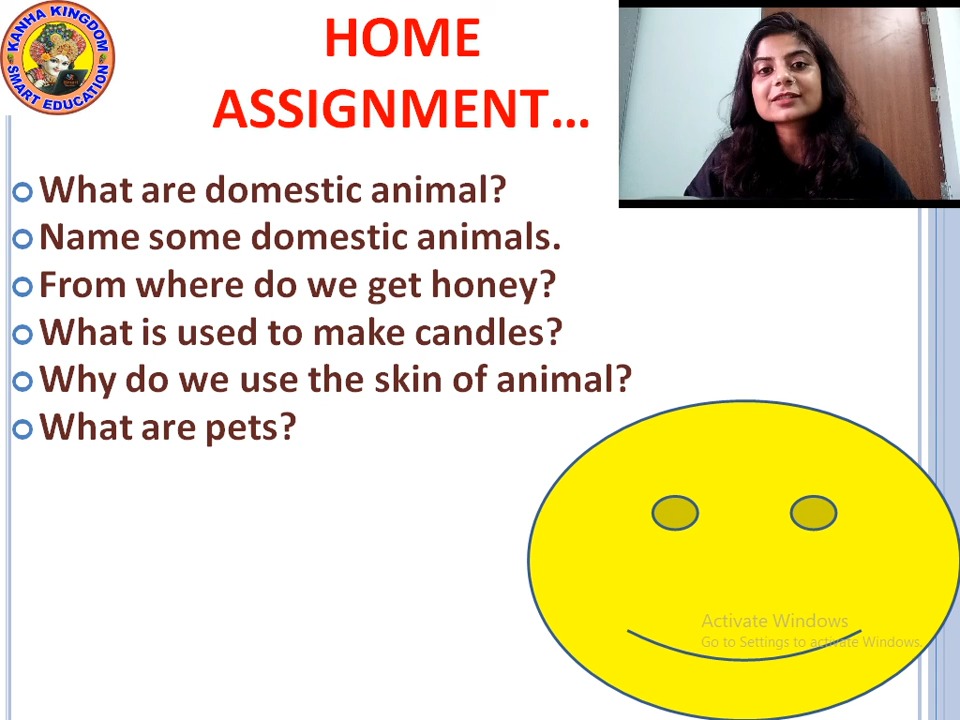 KANHA KINGDOM
SMART EDUCATION
HOME
ASSIGNMENT...
What are domestic animal?
Name some domestic animals.
From where do we get honey?
What is used to make candles?
Why do we use the skin of animal?
What are pets?
Activate Windows
Go to Settings to activate Windows.